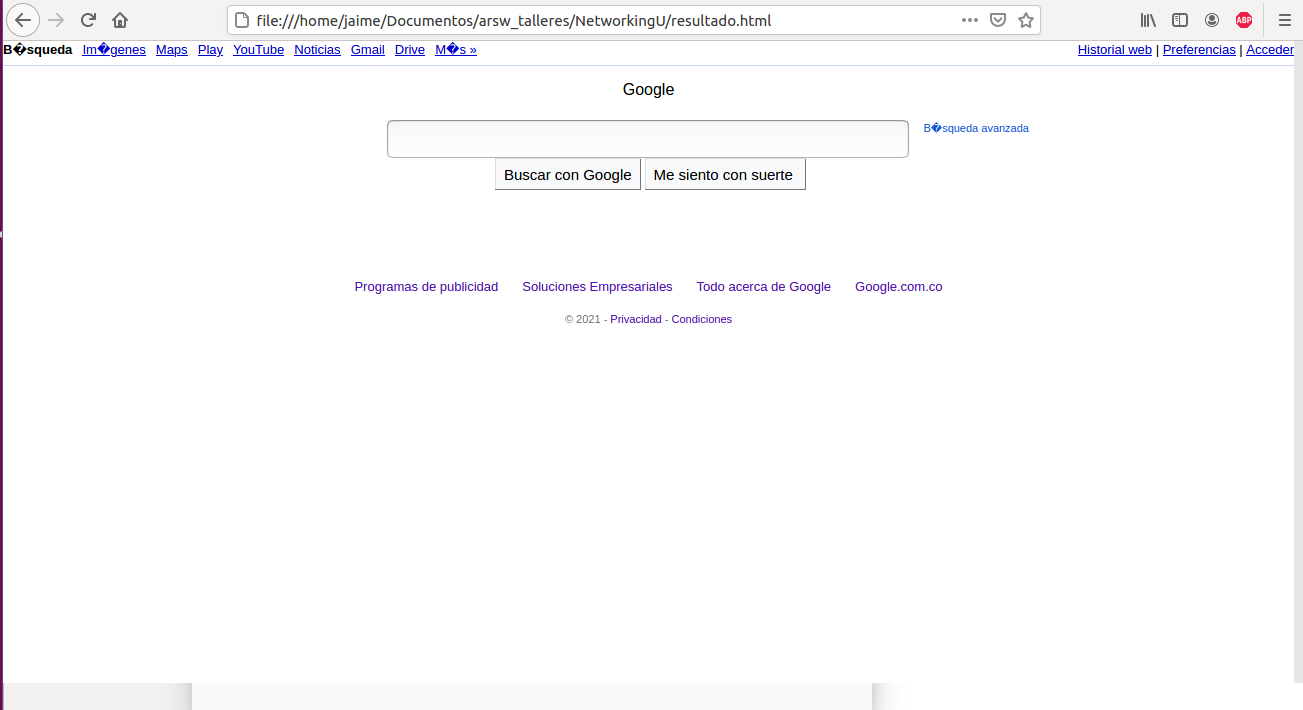 file:///home/jaime/Documentos/arsw_talleres/NetworkingU/resultado.html
ABP
B�squeda Im�genes Maps Play YouTube Noticias Gmail Drive M�s » Historial web | Preferencias | Acceder
Google
B�squeda avanzada
Buscar con Google Me siento con suerte
Programas de publicidad Soluciones Empresariales Todo acerca de Google Google.com.co
© 2021 - Privacidad - Condiciones